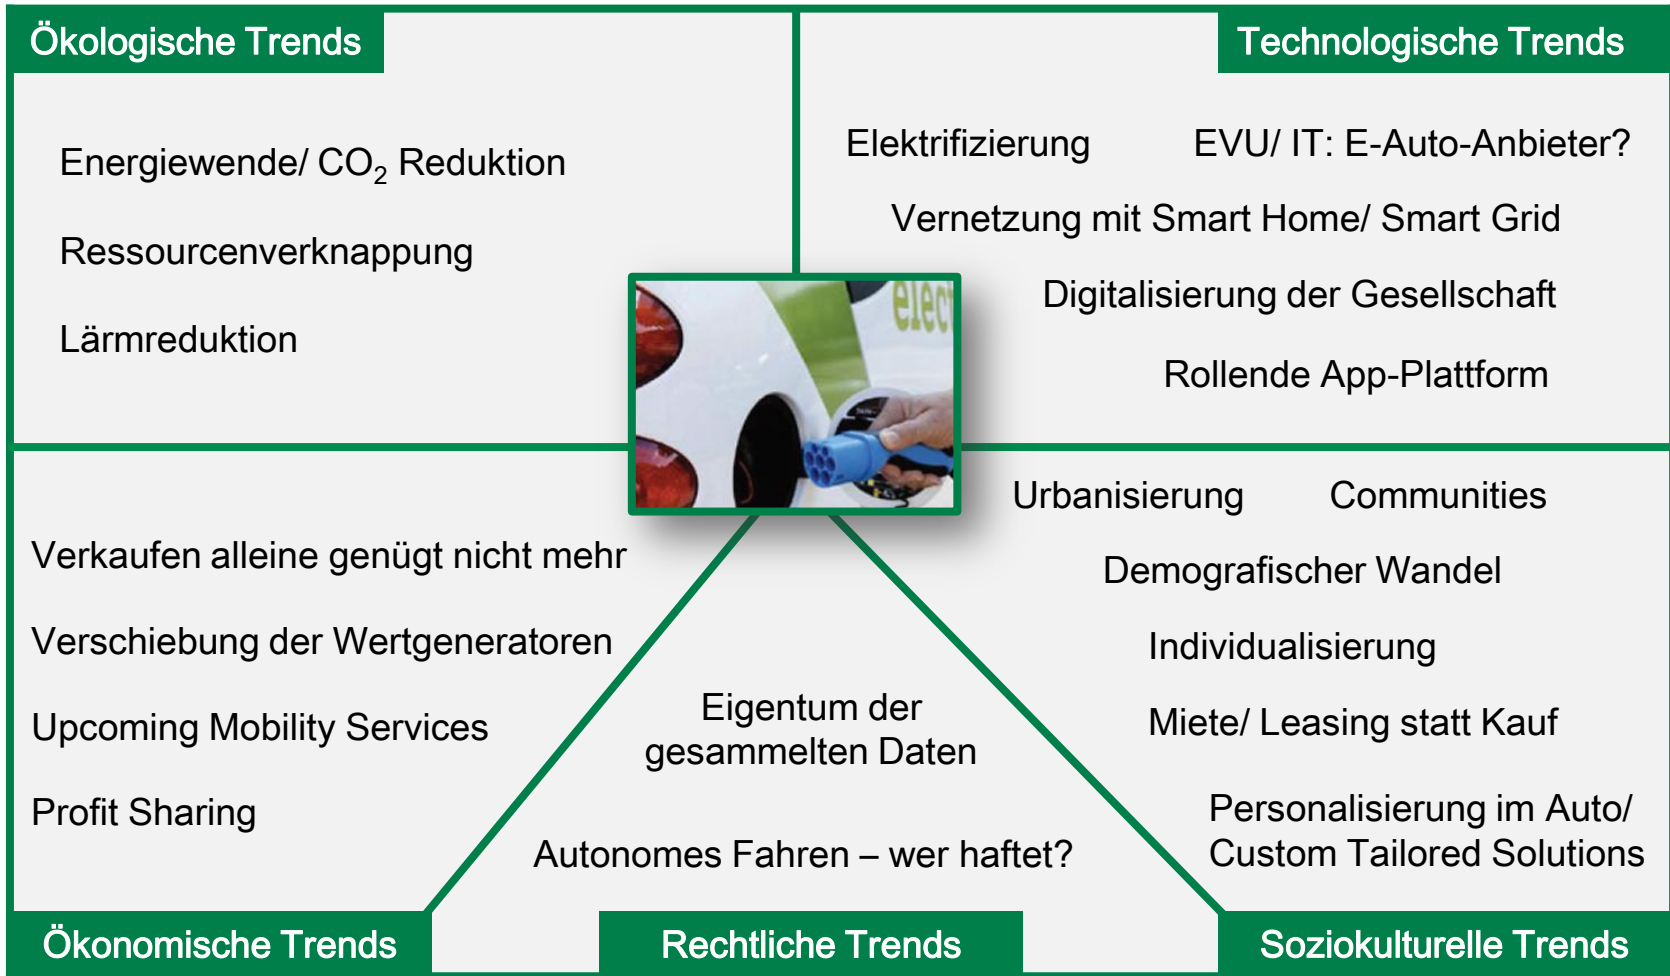 Ökologische Trends
Energiewende/ CO₂ Reduktion
Ressourcenverknappung
Lärmreduktion
Technologische Trends
Elektrifizierung
EVU/ IT: E-Auto-Anbieter?
Vernetzung mit Smart Home/ Smart Grid
Digitalisierung der Gesellschaft
Rollende App-Plattform
elect
Verkaufen alleine genügt nicht mehr
Verschiebung der Wertgeneratoren
Upcoming Mobility Services
Profit Sharing
Ökonomische Trends
Eigentum der
gesammelten Daten
Autonomes Fahren – wer haftet?
Rechtliche Trends
Urbanisierung
Communities
Demografischer Wandel
Individualisierung
Miete/ Leasing statt Kauf
Personalisierung im Auto/
Custom Tailored Solutions
Soziokulturelle Trends